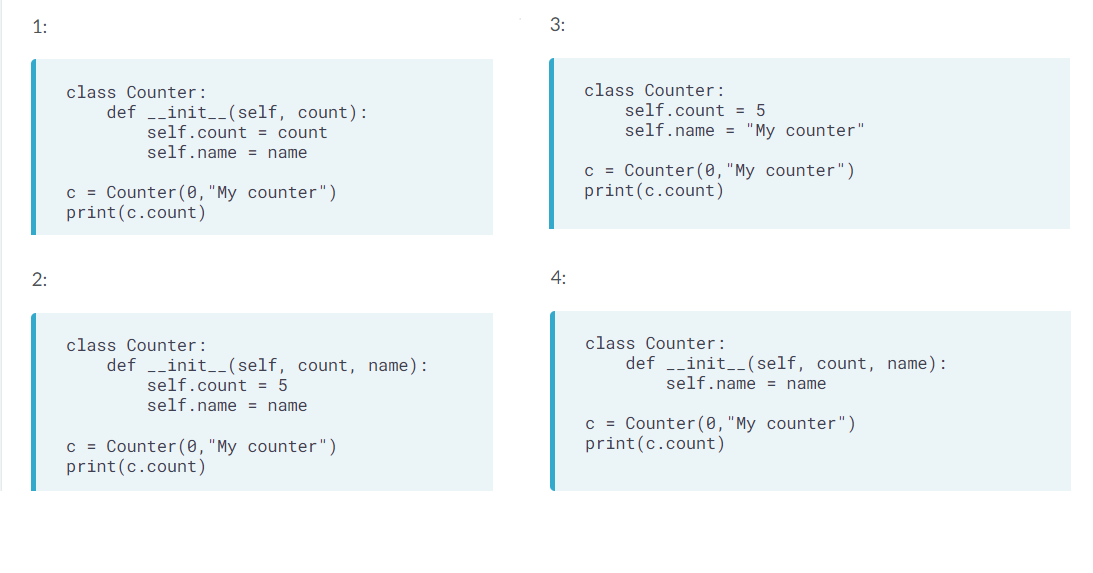 1:
class Counter:
    def __init__(self, count):
        self.count = count
        self.name = name

c = Counter(0,"My counter")
print(c.count)
2:
class Counter:
    def __init__(self, count, name):
        self.count = 5
        self.name = name

c = Counter(0,"My counter")
print(c.count)
3:
class Counter:
    self.count = 5
    self.name = "My counter"

c = Counter(0,"My counter")
print(c.count)
4:
class Counter:
    def __init__(self, count, name):
        self.name = name

c = Counter(0,"My counter")
print(c.count)